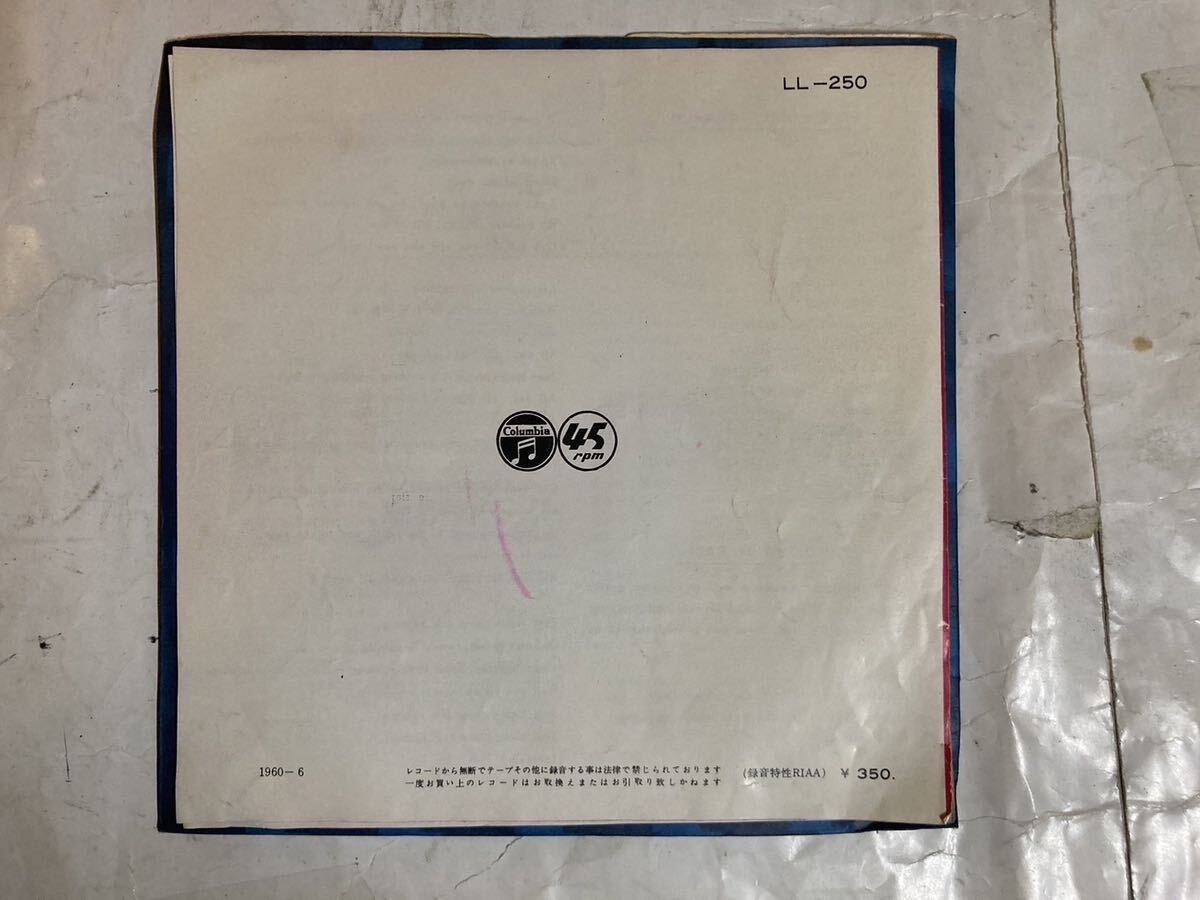 LL-250
Columbia
45
rpm
1960-6
レコードから無断でテープその他に録音する事は法律で禁じられております
一度お買い上のレコードはお取換えまたはお引取り致しかねます
(録音特性RIAA) ¥ 350.